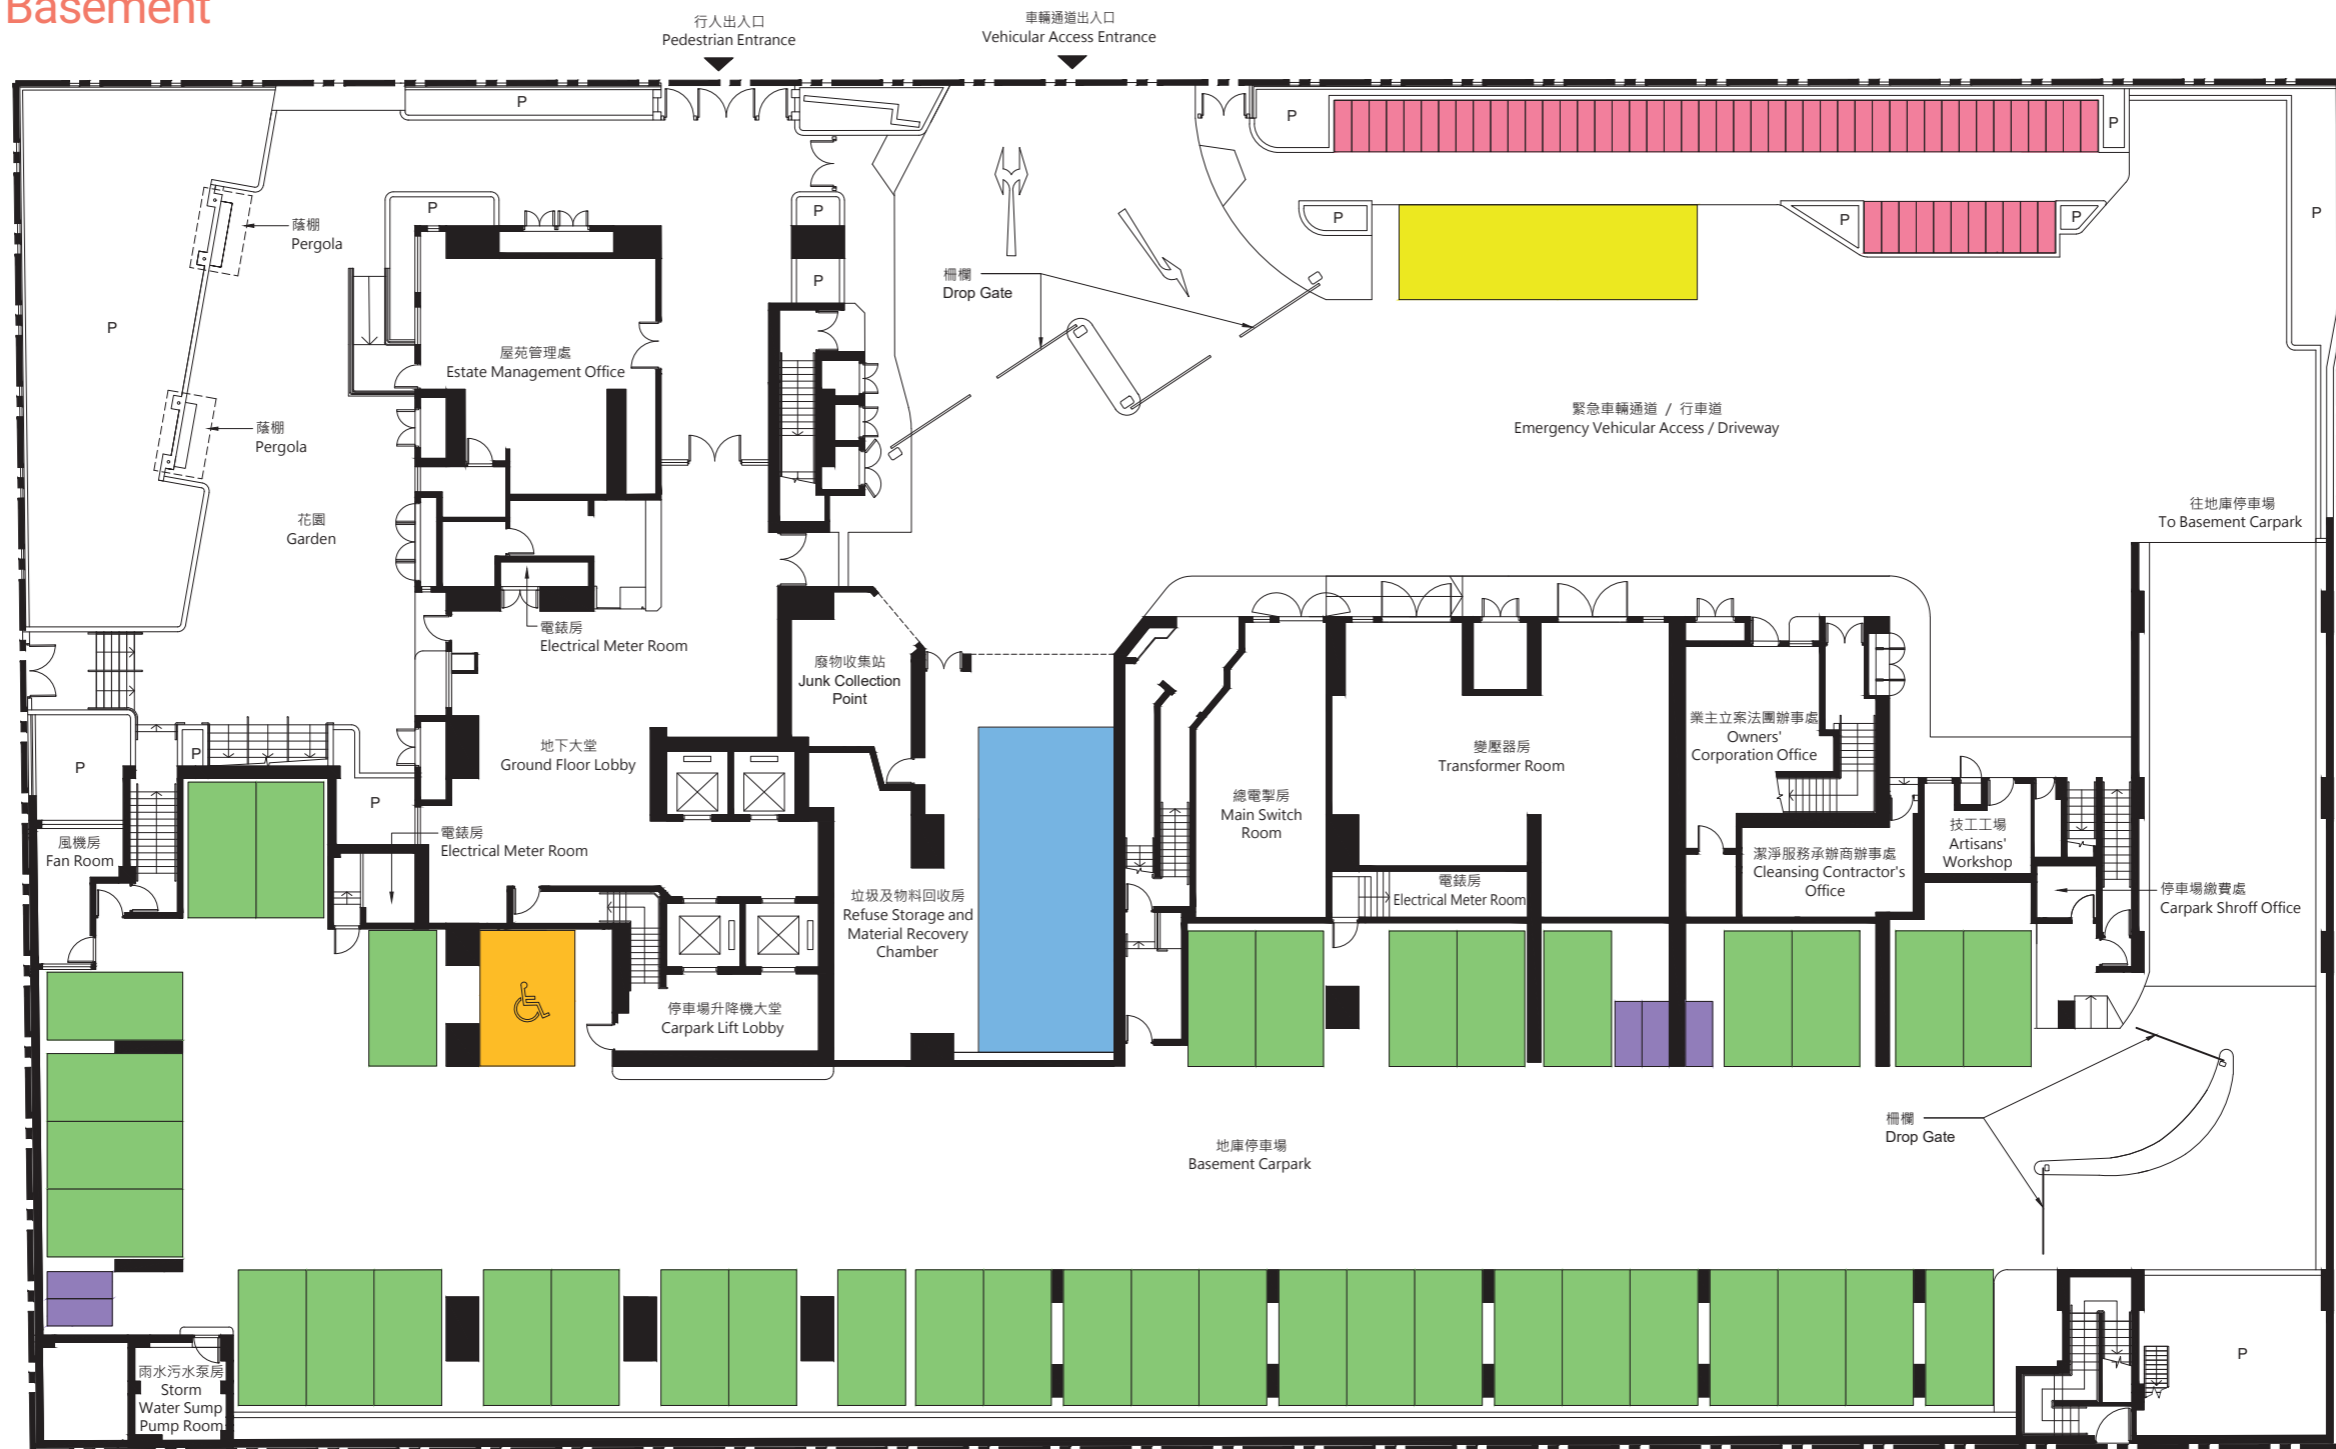 Basement
行人出入口
Pedestrian Entrance
車輛通道出入口
Vehicular Access Entrance
P
P
P
P
P
P
P
P
P
P
蔭棚
Pergola
P
柵欄
Drop Gate
P
屋苑管理處
Estate Management Office
緊急車輛通道 / 行車道
Emergency Vehicular Access / Driveway
蔭棚
Pergola
往地庫停車場
To Basement Carpark
花園
Garden
電錶房
Electrical Meter Room
廢物收集站
Junk Collection
Point
業主立案法團辦事處
Owners'
Corporation Office
地下大堂
Ground Floor Lobby
變壓器房
Transformer Room
P
P
P
總電掣房
Main Switch
Room
風機房
Fan Room
電錶房
Electrical Meter Room
技工工場
Artisans'
Workshop
潔淨服務承辦商辦事處
Cleansing Contractor's
Office
電錶房
Electrical Meter Room
垃圾及物料回收房
Refuse Storage and
Material Recovery
Chamber
停車場繳費處
Carpark Shroff Office
停車場升降機大堂
Carpark Lift Lobby
柵欄
Drop Gate
地庫停車場
Basement Carpark
雨水污水泵房
Storm
Water Sump
Pump Room
P